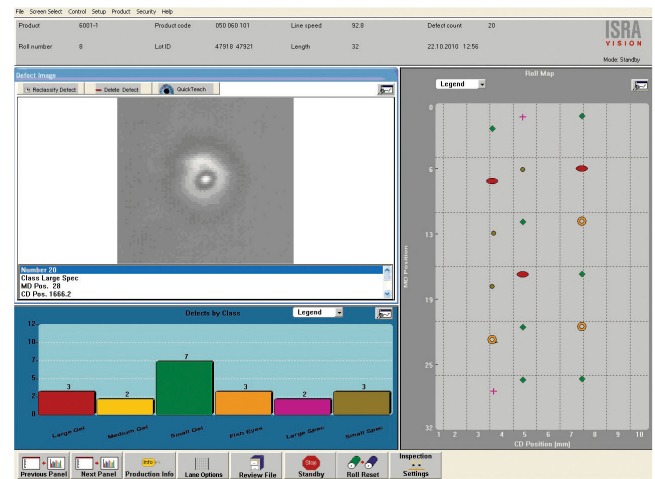 File Screen Select Control Setup Product Security Help
Product 6001-1 Product code 050 060 101 Line speed 92.8 Defect count 20
ISRA
VISION
Roll number 8 Lot ID 47918 47921 Length 32 22.10.2010 12:56
Mode: Standby
Defect Image
Reclassify Defect Delete Defect QuickTeach
Number 20
Class Large Spec
MD Pos. 28
CD Pos. 1666.2
Roll Map
Legend
0
6
13
19
25
32
MD Position
1 2 3 4 5 6 7 8 9 10
CD Position [mm]
Defects by Class
Legend
12
10
7
5
2
0
3 2 7 3 2 3
Large Gel Medium Gel Small Gel Fish Eyes Large Spec Small Spec
Info Stop
Previous Panel Next Panel Production Info Lane Options Review File Standby Roll Reset Inspection Settings